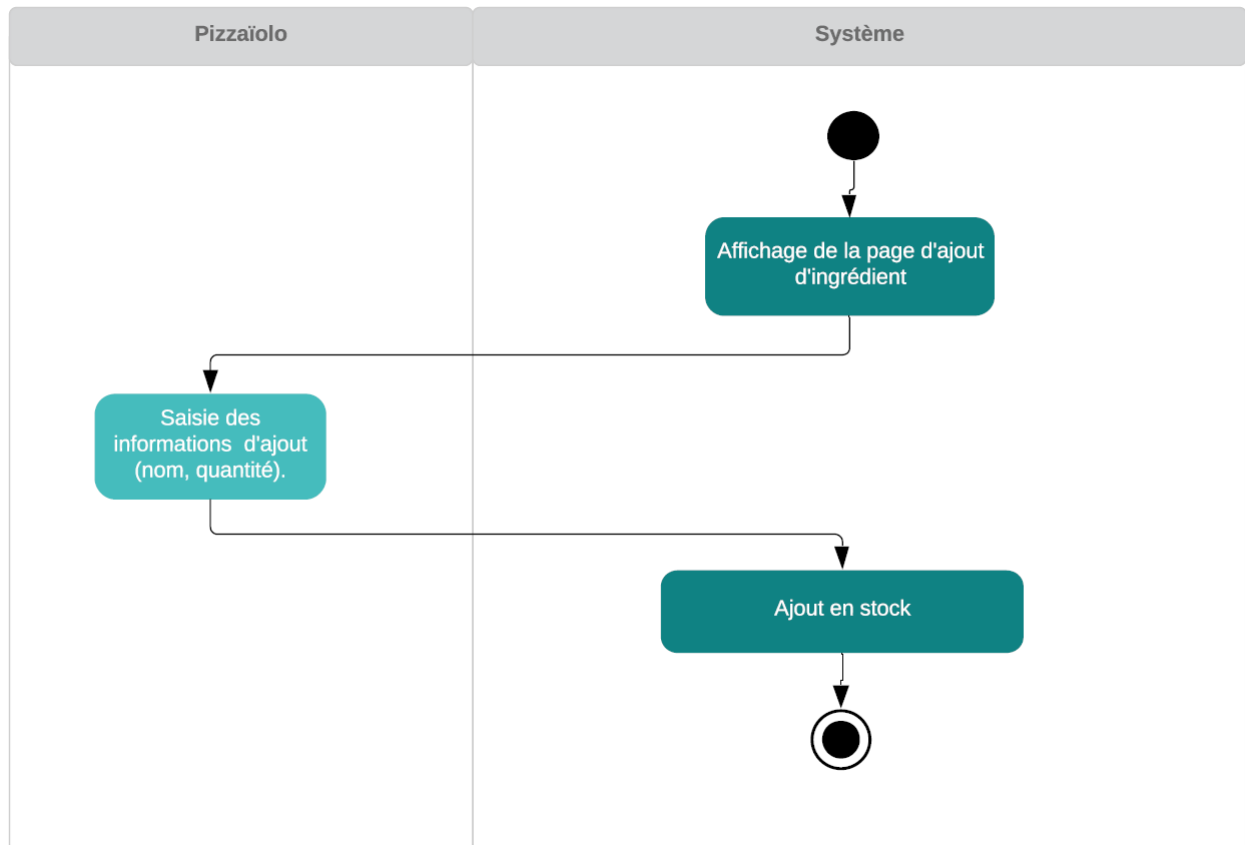 Pizzaïolo
Système
Affichage de la page d'ajout
d'ingrédient
Saisie des
informations d'ajout
(nom, quantité).
Ajout en stock